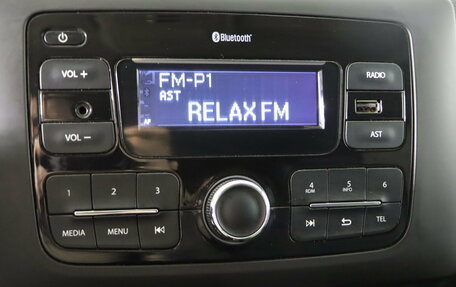 Bluetooth
VOL +
FM-P1
RADIO
AST
RELAX FM
VOL −
AST
1 2 3
4 RDM 5 INFO 6
MEDIA MENU
TEL